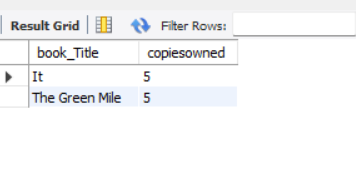 Result Grid Filter Rows:
book_Title copiesowned
It 5
The Green Mile 5